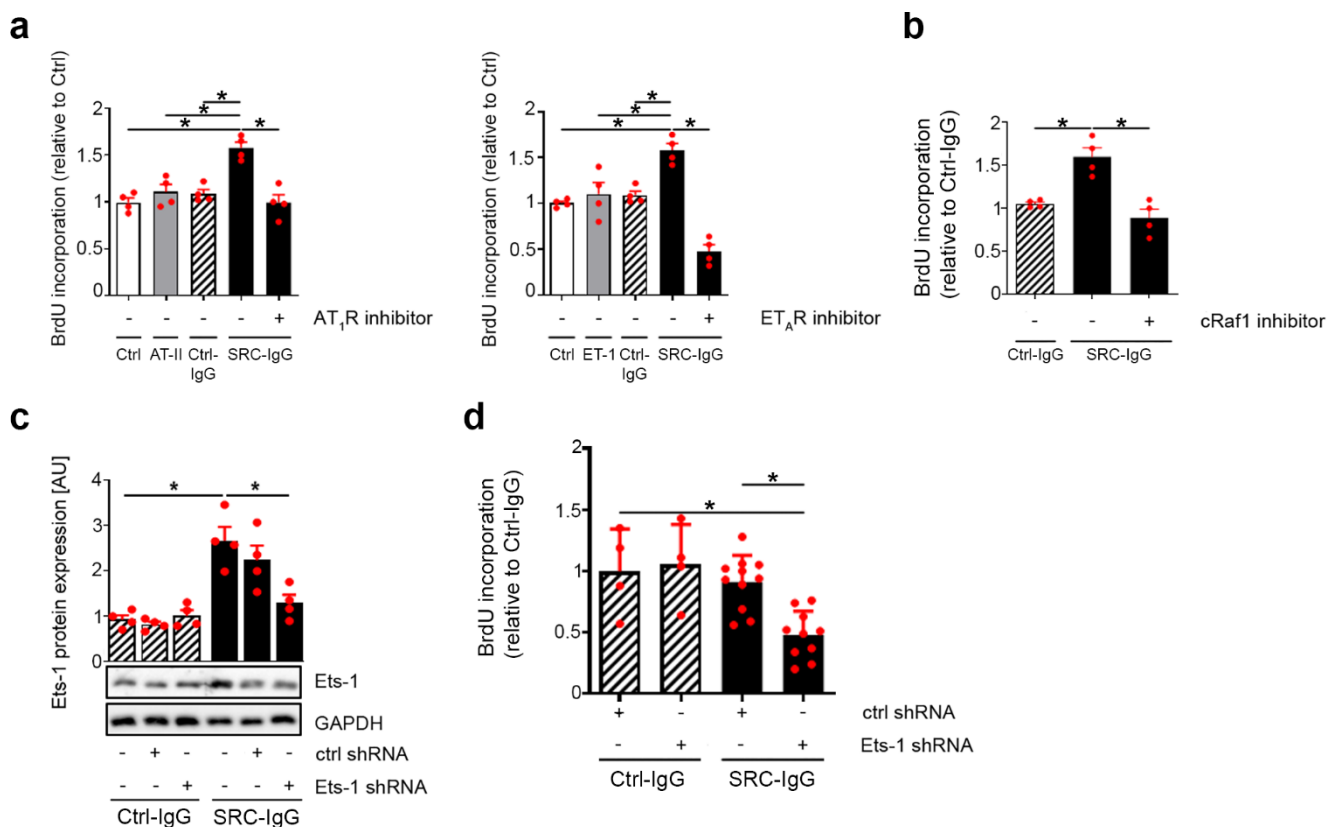 a
BrdU incorporation (relative to Ctrl)
2
1.5
1
0.5
0
* 
*
*
*
- - - - +
AT₁R inhibitor
Ctrl AT-II Ctrl-IgG SRC-IgG
BrdU incorporation (relative to Ctrl)
2
1.5
1
0.5
0
*
*
*
*
- - - - +
ET_AR inhibitor
Ctrl ET-1 Ctrl-IgG SRC-IgG
b
BrdU incorporation
(relative to Ctrl-IgG)
2
1.5
1
0.5
0
* *
- - +
cRaf1 inhibitor
Ctrl-IgG SRC-IgG
c
Ets-1 protein expression [AU]
4
3
2
1
0
* *
Ets-1
GAPDH
- + - - + -
ctrl shRNA
- - + - - +
Ets-1 shRNA
Ctrl-IgG SRC-IgG
d
BrdU incorporation
(relative to Ctrl-IgG)
2
1.5
1
0.5
0
*
*
+ - + -
ctrl shRNA
- + - +
Ets-1 shRNA
Ctrl-IgG SRC-IgG